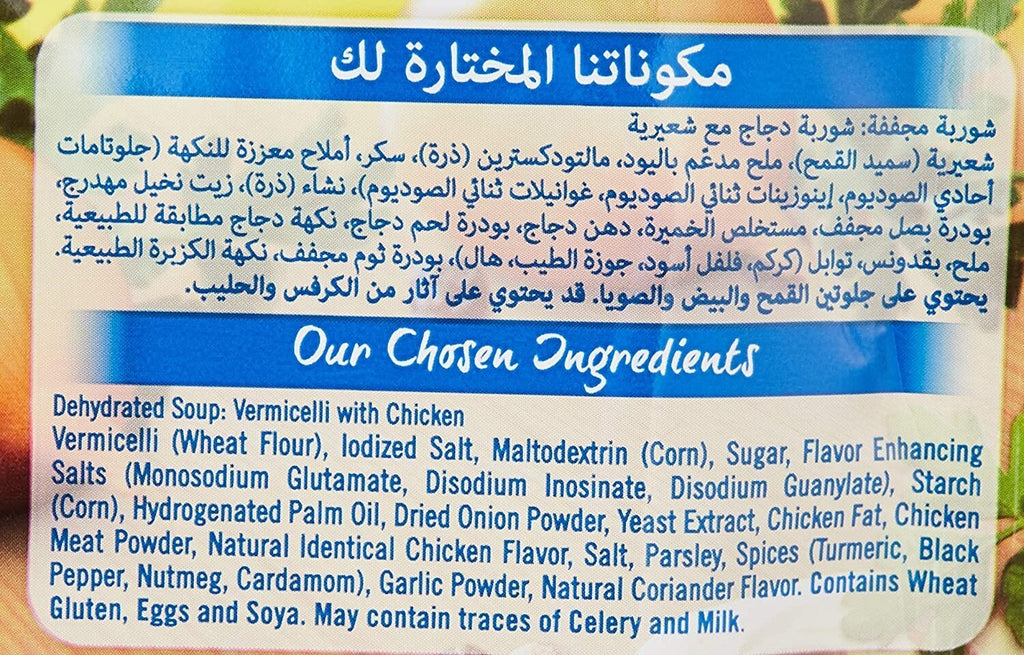 مكوناتنا المختارة لك
شوربة مجففة: شوربة دجاج مع شعيرية
شعيرية (سميد القمح)، ملح مدعّم باليود، مالتودكسترين (ذرة)، سكر، أملاح معززة للنكهة (جلوتامات
أحادي الصوديوم، إينوزينات ثنائي الصوديوم، غوانيلات ثنائي الصوديوم)، نشاء (ذرة)، زيت نخيل مهدرج،
بودرة بصل مجفف، مستخلص الخميرة، دهن دجاج، بودرة لحم دجاج، نكهة دجاج مطابقة للطبيعية،
ملح، بقدونس، توابل (كركم، فلفل أسود، جوزة الطيب، هال)، بودرة ثوم مجفف، نكهة الكزبرة الطبيعية.
يحتوي على جلوتين القمح والبيض والصويا. قد يحتوي على آثار من الكرفس والحليب.
Our Chosen Ingredients
Dehydrated Soup: Vermicelli with Chicken
Vermicelli (Wheat Flour), Iodized Salt, Maltodextrin (Corn), Sugar, Flavor Enhancing
Salts (Monosodium Glutamate, Disodium Inosinate, Disodium Guanylate), Starch
(Corn), Hydrogenated Palm Oil, Dried Onion Powder, Yeast Extract, Chicken Fat, Chicken
Meat Powder, Natural Identical Chicken Flavor, Salt, Parsley, Spices (Turmeric, Black
Pepper, Nutmeg, Cardamom), Garlic Powder, Natural Coriander Flavor. Contains Wheat
Gluten, Eggs and Soya. May contain traces of Celery and Milk.